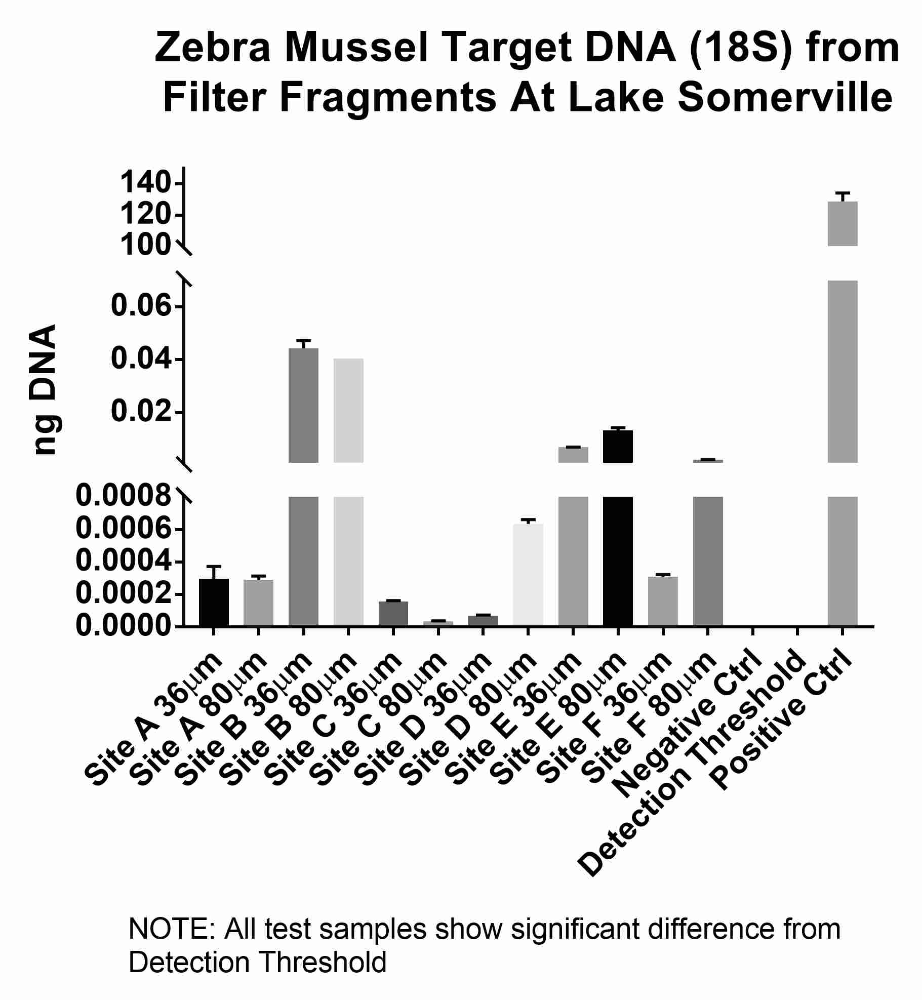 Zebra Mussel Target DNA (18S) from
Filter Fragments At Lake Somerville
140
120
100
0.06
0.04
0.02
0.0008
0.0006
0.0004
0.0002
0.0000
ng DNA
Site A 36μm
Site A 80μm
Site B 36μm
Site B 80μm
Site C 36μm
Site C 80μm
Site D 36μm
Site D 80μm
Site E 36μm
Site E 80μm
Site F 36μm
Site F 80μm
Negative Ctrl
Detection Threshold
Positive Ctrl
NOTE: All test samples show significant difference from
Detection Threshold